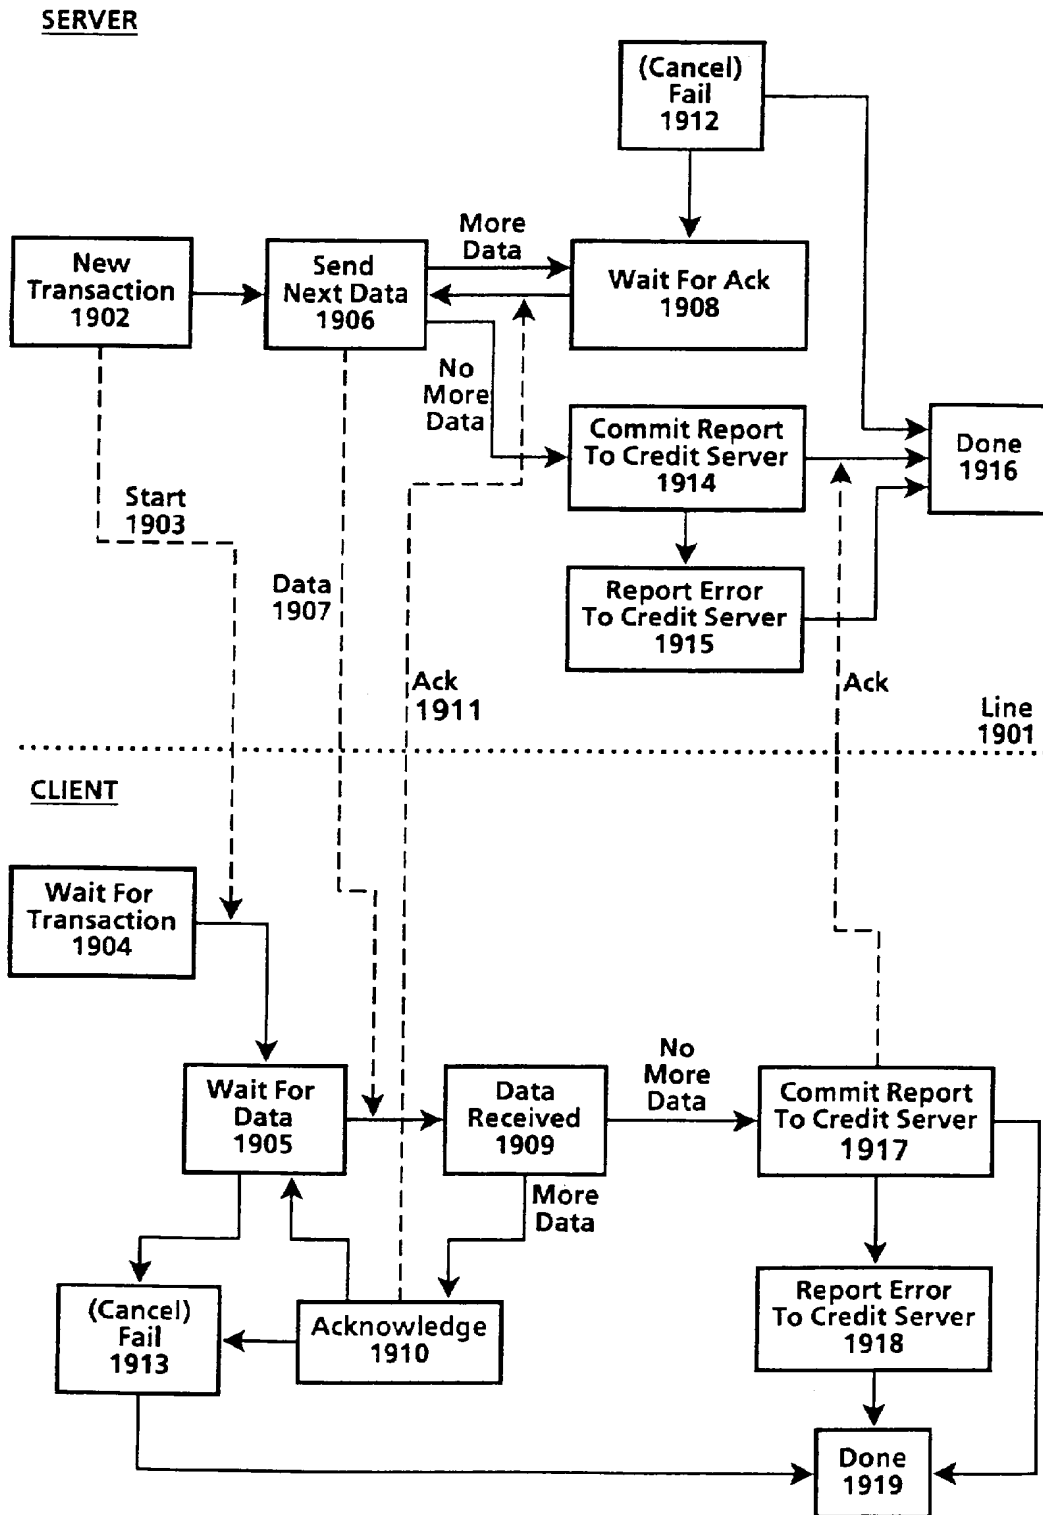 SERVER
(Cancel)
Fail
1912
New
Transaction
1902
Send
Next Data
1906
More
Data
Wait For Ack
1908
No
More
Data
Commit Report
To Credit Server
1914
Done
1916
Start
1903
Data
1907
Report Error
To Credit Server
1915
Ack
1911
Ack
Line
1901
CLIENT
Wait For
Transaction
1904
Wait For
Data
1905
Data
Received
1909
No
More
Data
Commit Report
To Credit Server
1917
More
Data
(Cancel)
Fail
1913
Acknowledge
1910
Report Error
To Credit Server
1918
Done
1919